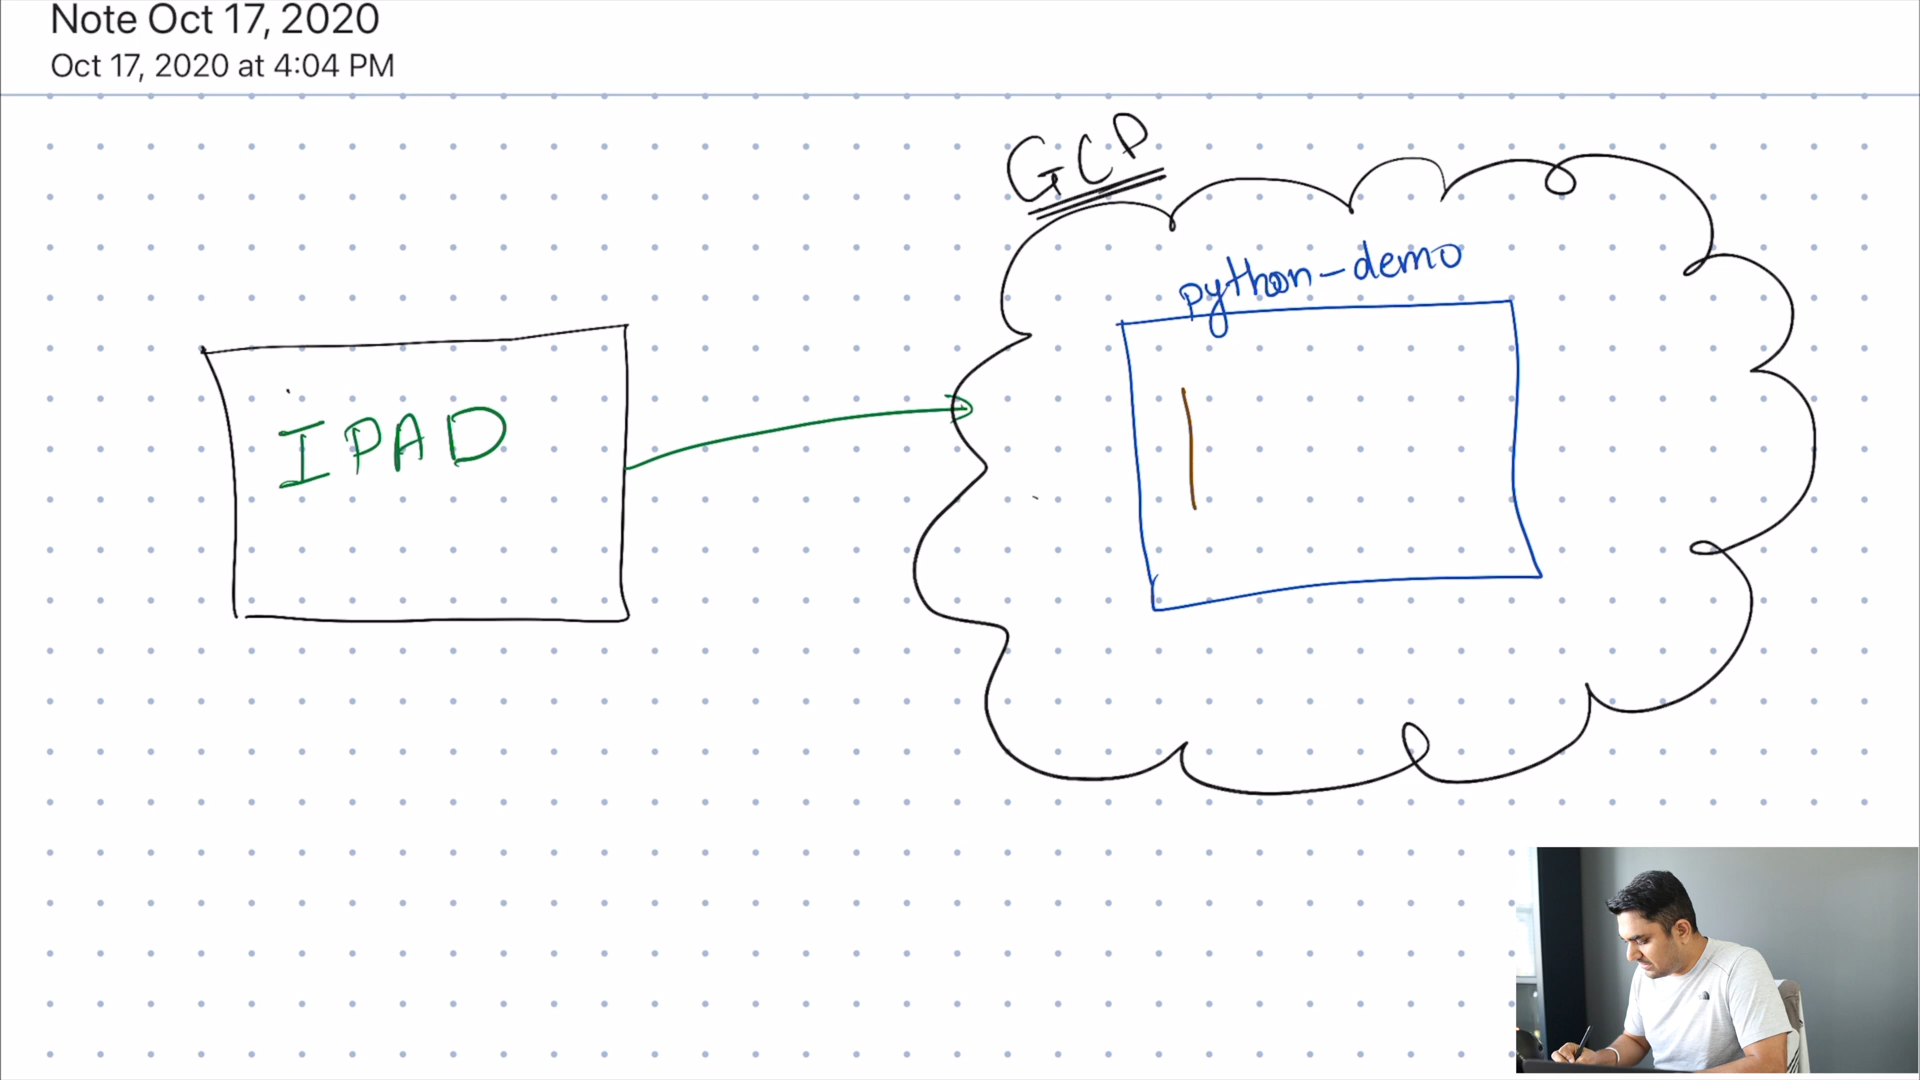 Note Oct 17, 2020
Oct 17, 2020 at 4:04 PM
GCP
python-demo
IPAD